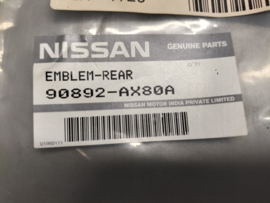 NISSAN
GENUINE PARTS
EMBLEM-REAR
90892-AX80A
NISSAN MOTOR INDIA PRIVATE LIMITED